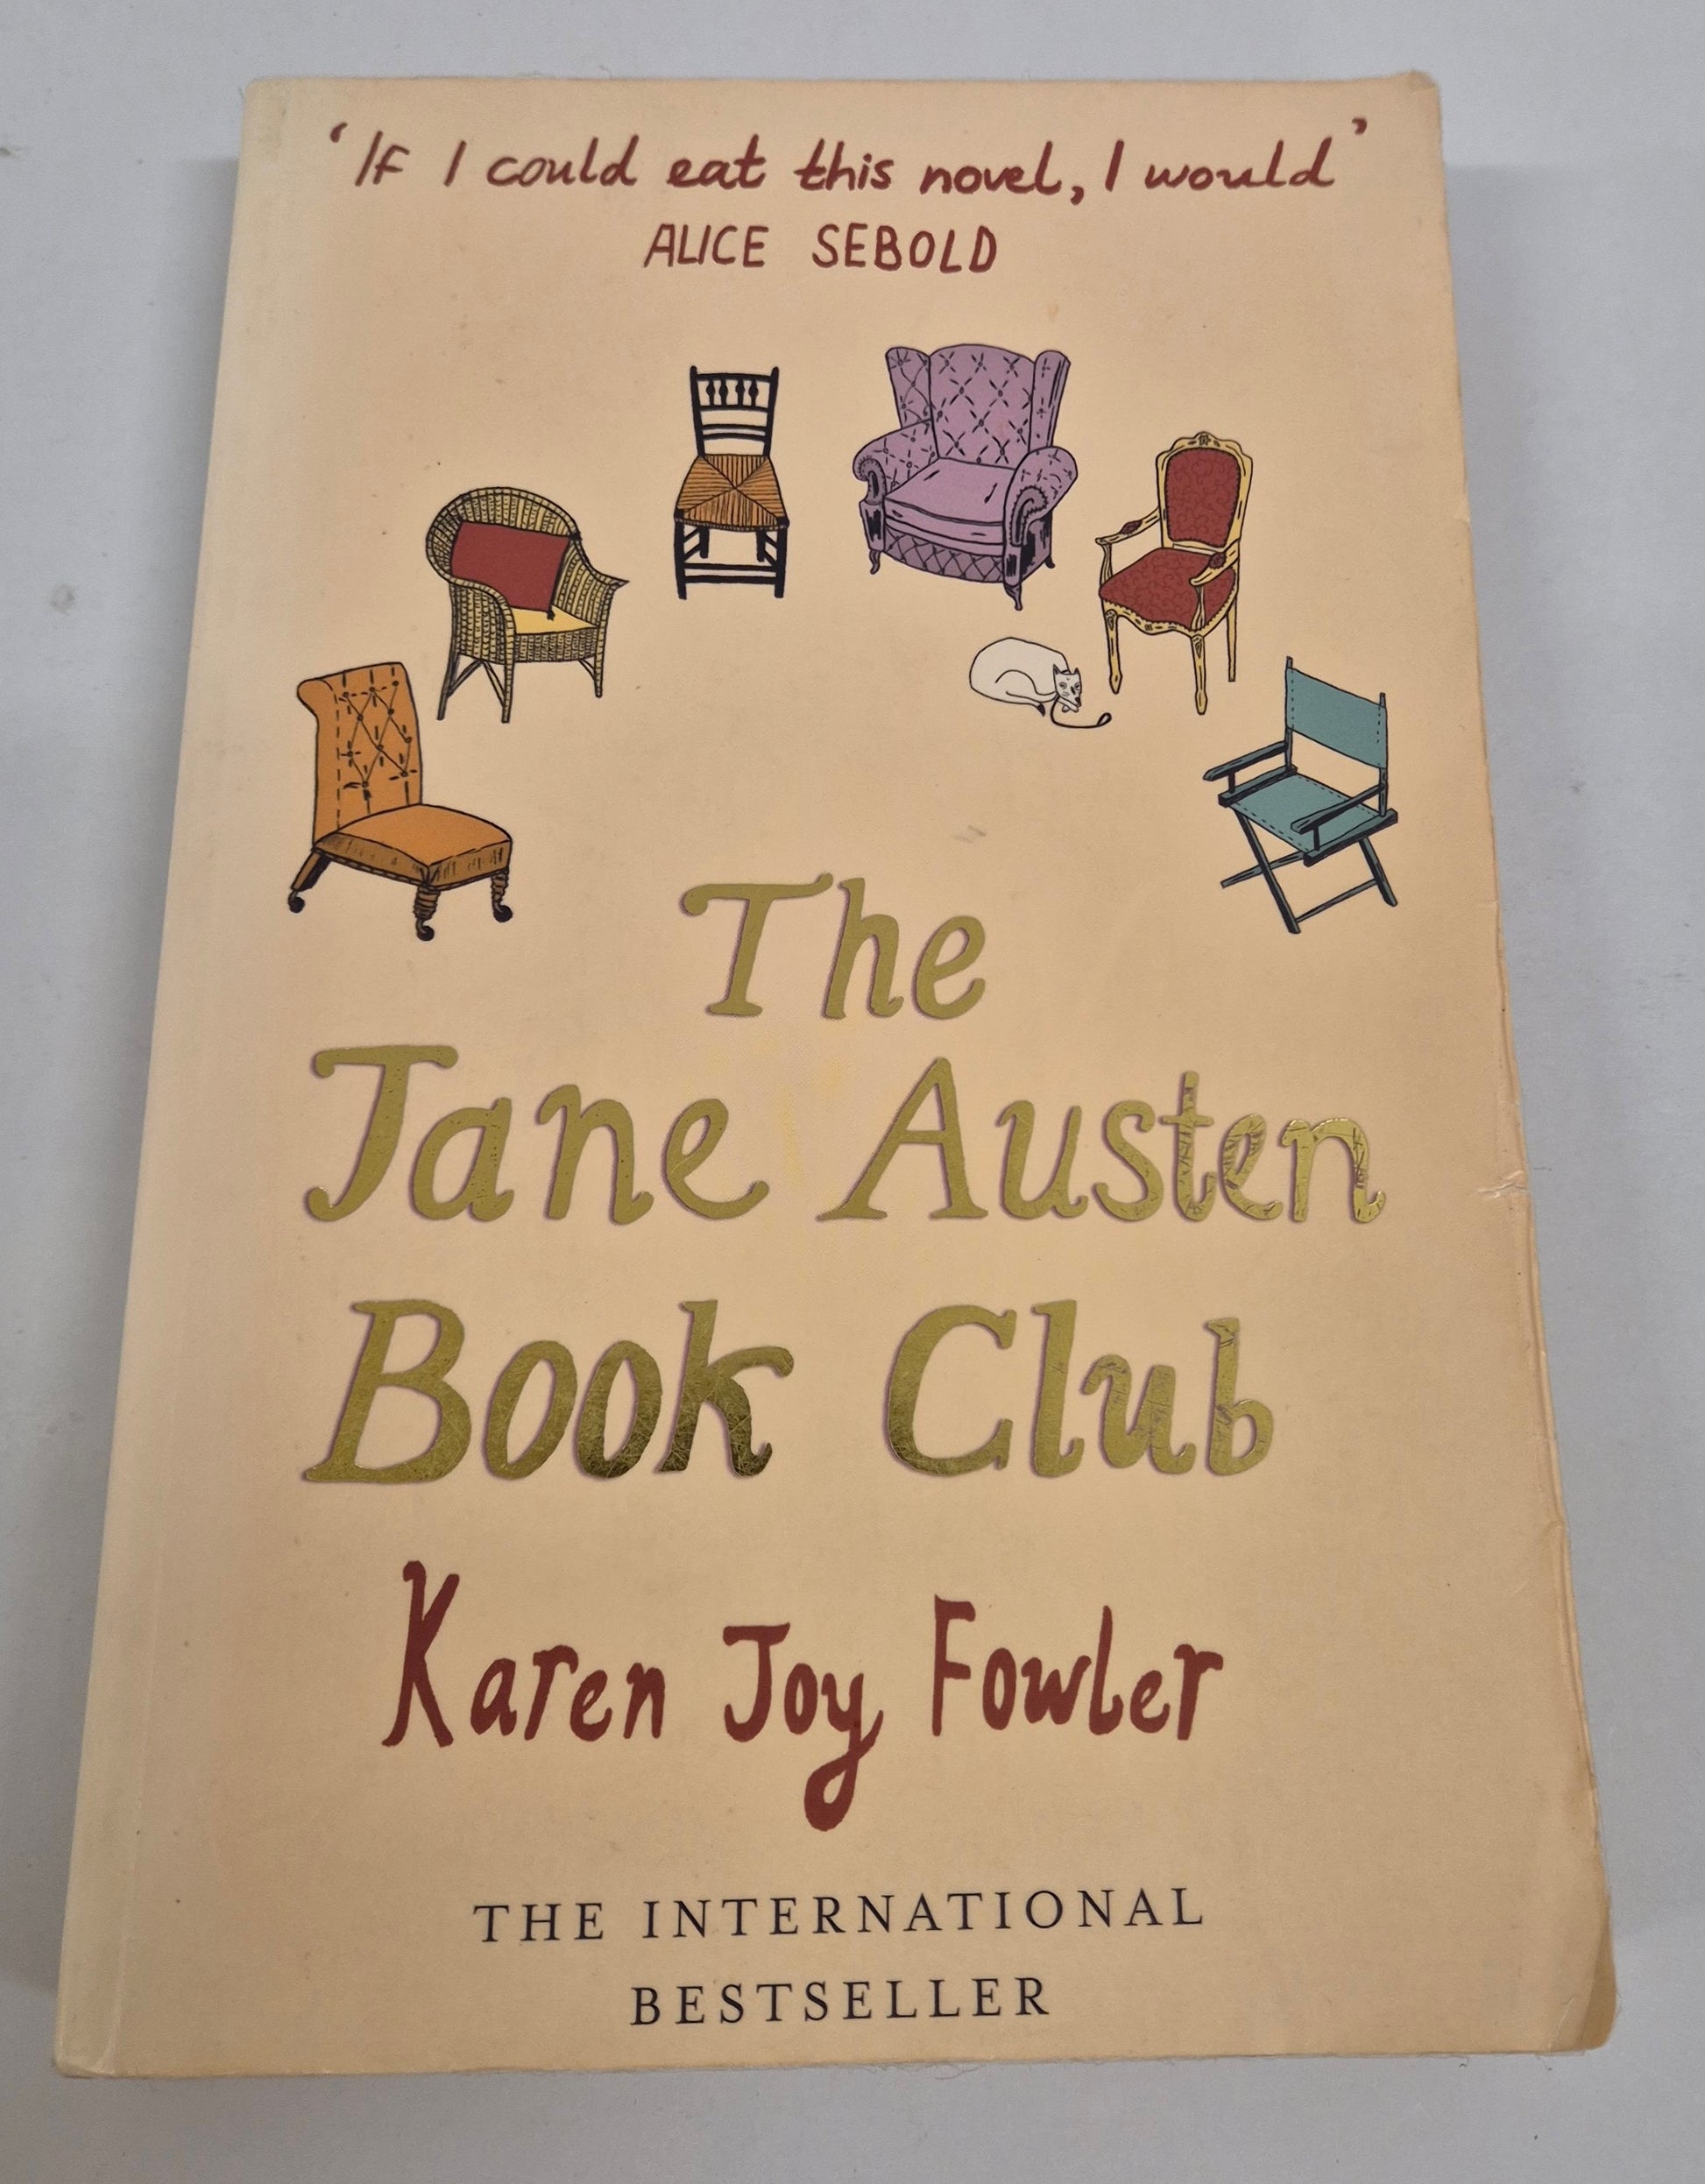 ‘If I could eat this novel, I would’
ALICE SEBOLD
The
Jane Austen
Book Club
Karen Joy Fowler
THE INTERNATIONAL
BESTSELLER